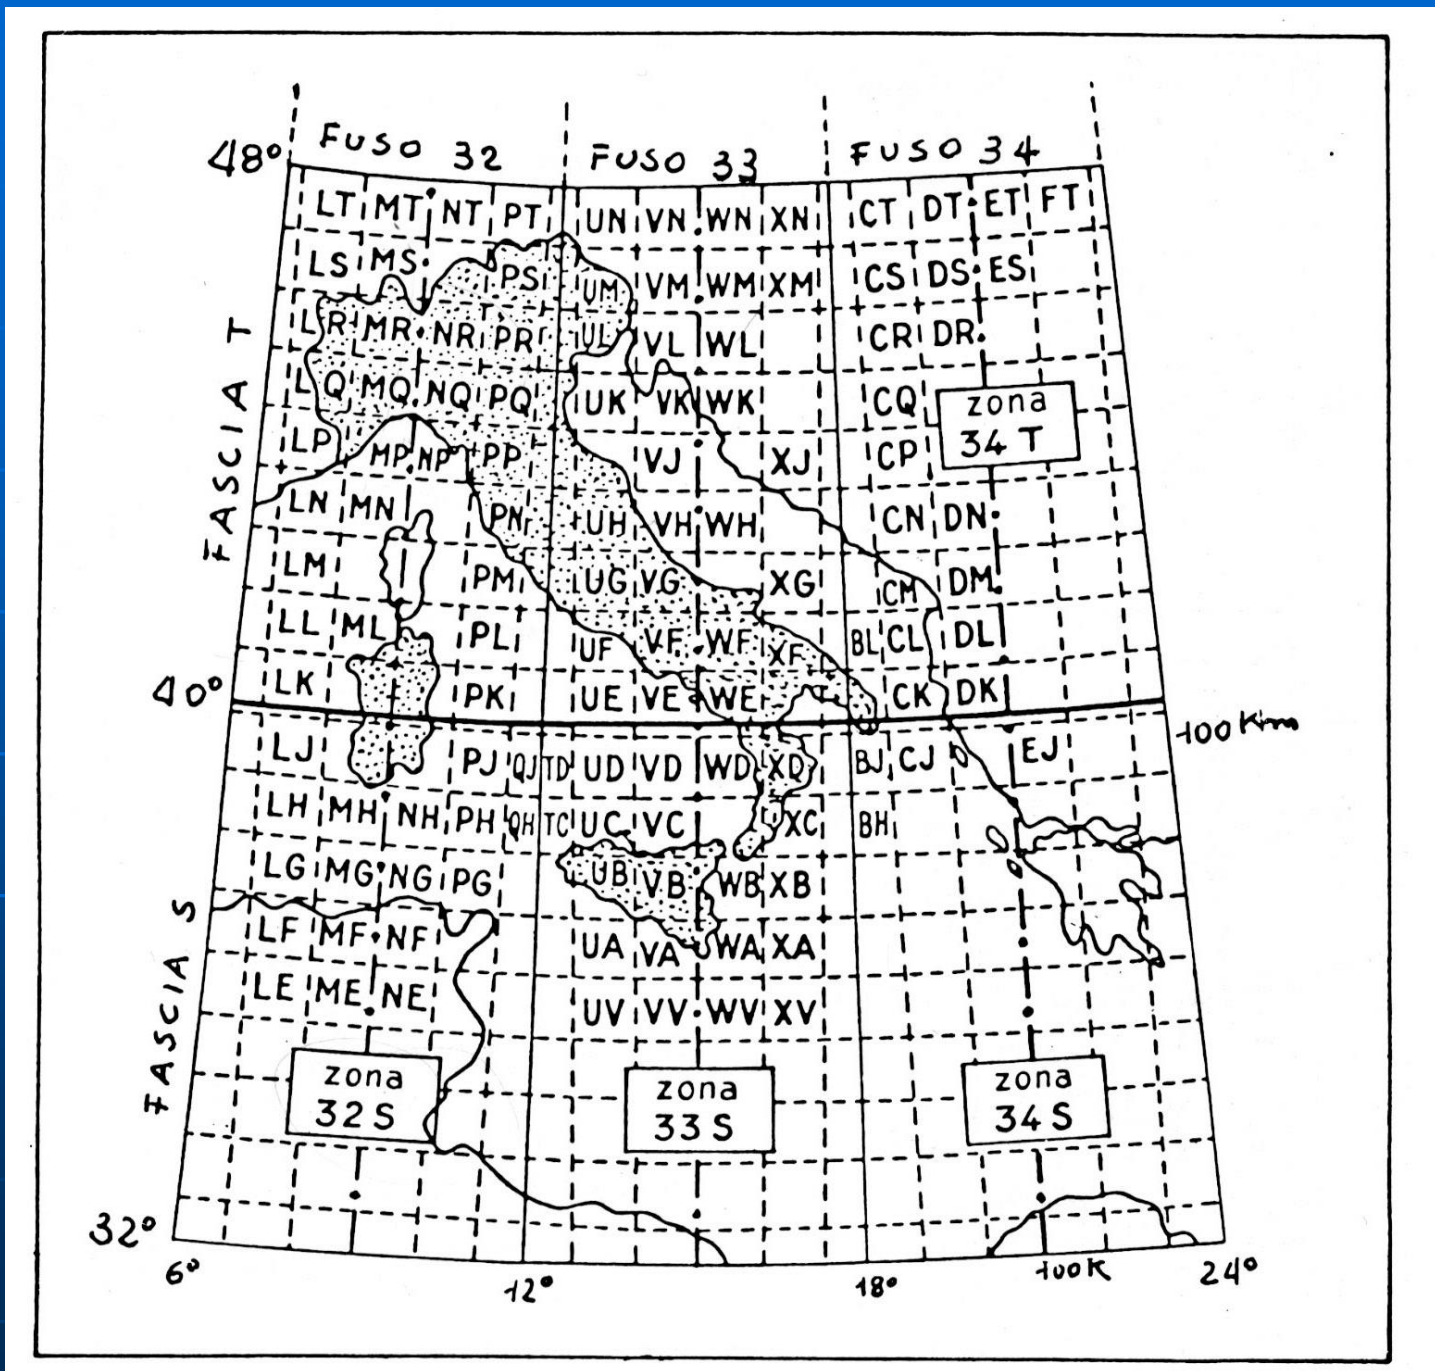 FUSO 32 FUSO 33 FUSO 34
48°
LT MT NT PT UN VN WN XN CT DT ET FT
LS MS PS UM VM WM XM CS DS ES
LR MR NR PR UL VL WL CR DR
LQ MQ NQ PQ UK VK WK CQ
zona
34 T
LP MP NP PP VJ XJ CP
LN MN PN UH VH WH CN DN
LM PM UG VG XG CM DM
LL ML PL UF VF WF XF BL CL DL
LK PK UE VE WE CK DK
FASCIA T
40°
100 Km
LJ PJ QJ TD UD VD WD XD BJ CJ EJ
LH MH NH PH QH TC UC VC XC BH
LG MG NG PG UB VB WB XB
LF MF NF UA VA WA XA
LE ME NE UV VV WV XV
FASCIA S
zona
32 S
zona
33 S
zona
34 S
32°
6° 12° 18° 100K 24°